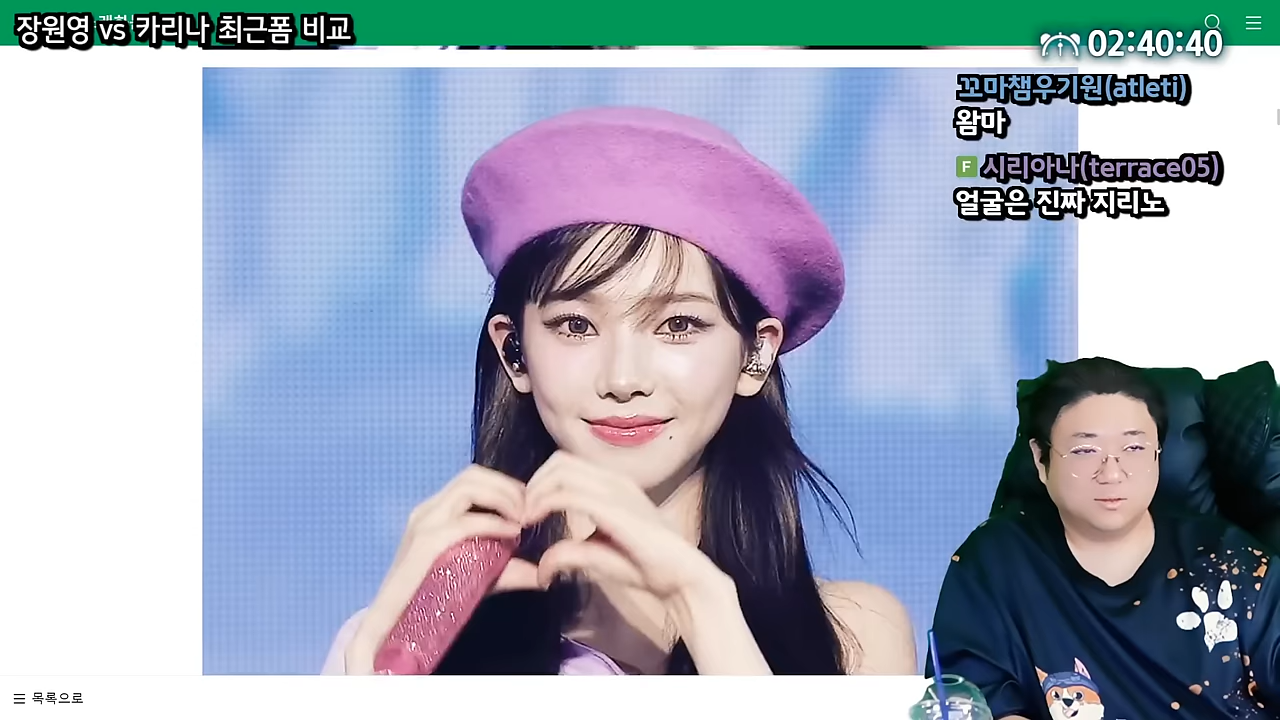 장원영 vs 카리나 최근폼 비교
02:40:40
꼬마챔우기원(atleti)
왐마
F 시리아나(terrace05)
얼굴은 진짜 지리노
목록으로